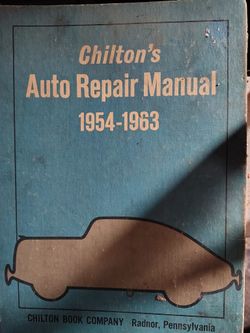 Chilton's
Auto Repair Manual
1954-1963
CHILTON BOOK COMPANY Radnor, Pennsylvania